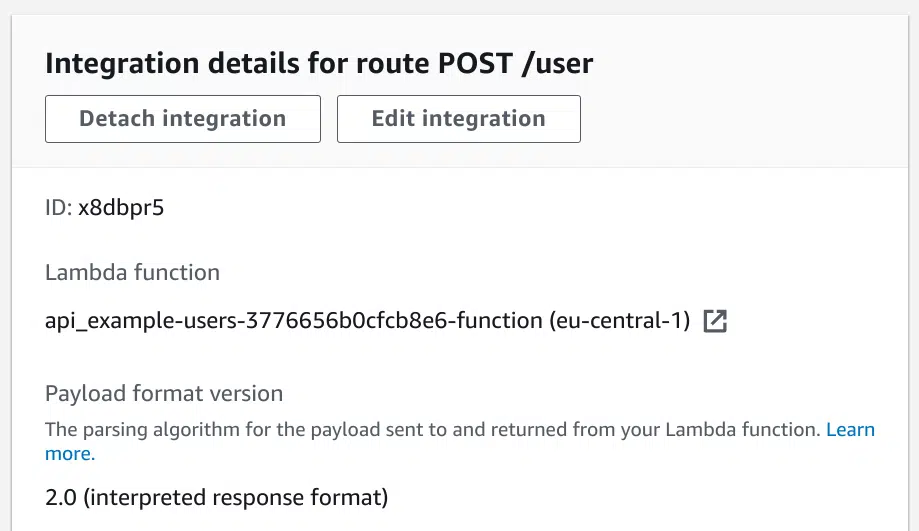 Integration details for route POST /user
Detach integration
Edit integration
ID: x8dbpr5
Lambda function
api_example-users-3776656b0cfcb8e6-function (eu-central-1)
Payload format version
The parsing algorithm for the payload sent to and returned from your Lambda function. Learn
more.
2.0 (interpreted response format)